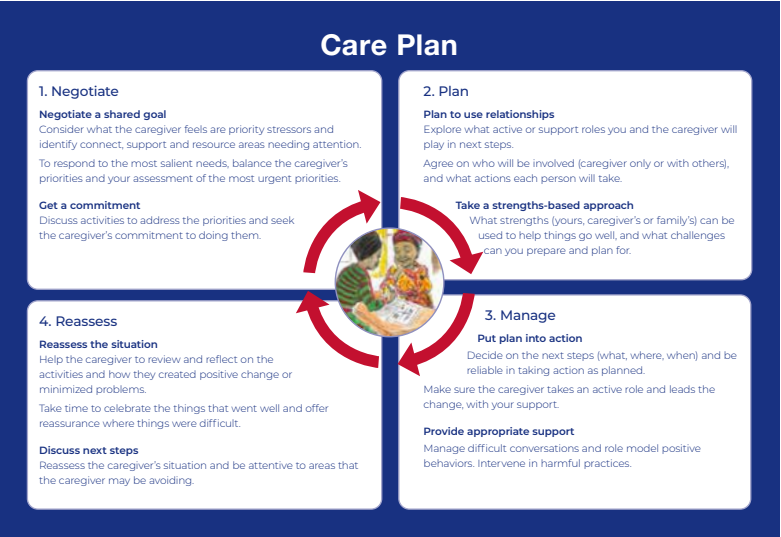 Care Plan
1. Negotiate
Negotiate a shared goal
Consider what the caregiver feels are priority stressors and
identify connect, support and resource areas needing attention.
To respond to the most salient needs, balance the caregiver's
priorities and your assessment of the most urgent priorities.
Get a commitment
Discuss activities to address the priorities and seek
the caregiver's commitment to doing them.
2. Plan
Plan to use relationships
Explore what active or support roles you and the caregiver will
play in next steps.
Agree on who will be involved (caregiver only or with others),
and what actions each person will take.
Take a strengths-based approach
What strengths (yours, caregiver's or family's) can be
used to help things go well, and what challenges
can you prepare and plan for.
3. Manage
Put plan into action
Decide on the next steps (what, where, when) and be
reliable in taking action as planned.
Make sure the caregiver takes an active role and leads the
change, with your support.
Provide appropriate support
Manage difficult conversations and role model positive
behaviors. Intervene in harmful practices.
4. Reassess
Reassess the situation
Help the caregiver to review and reflect on the
activities and how they created positive change or
minimized problems.
Take time to celebrate the things that went well and offer
reassurance where things were difficult.
Discuss next steps
Reassess the caregiver's situation and be attentive to areas that
the caregiver may be avoiding.